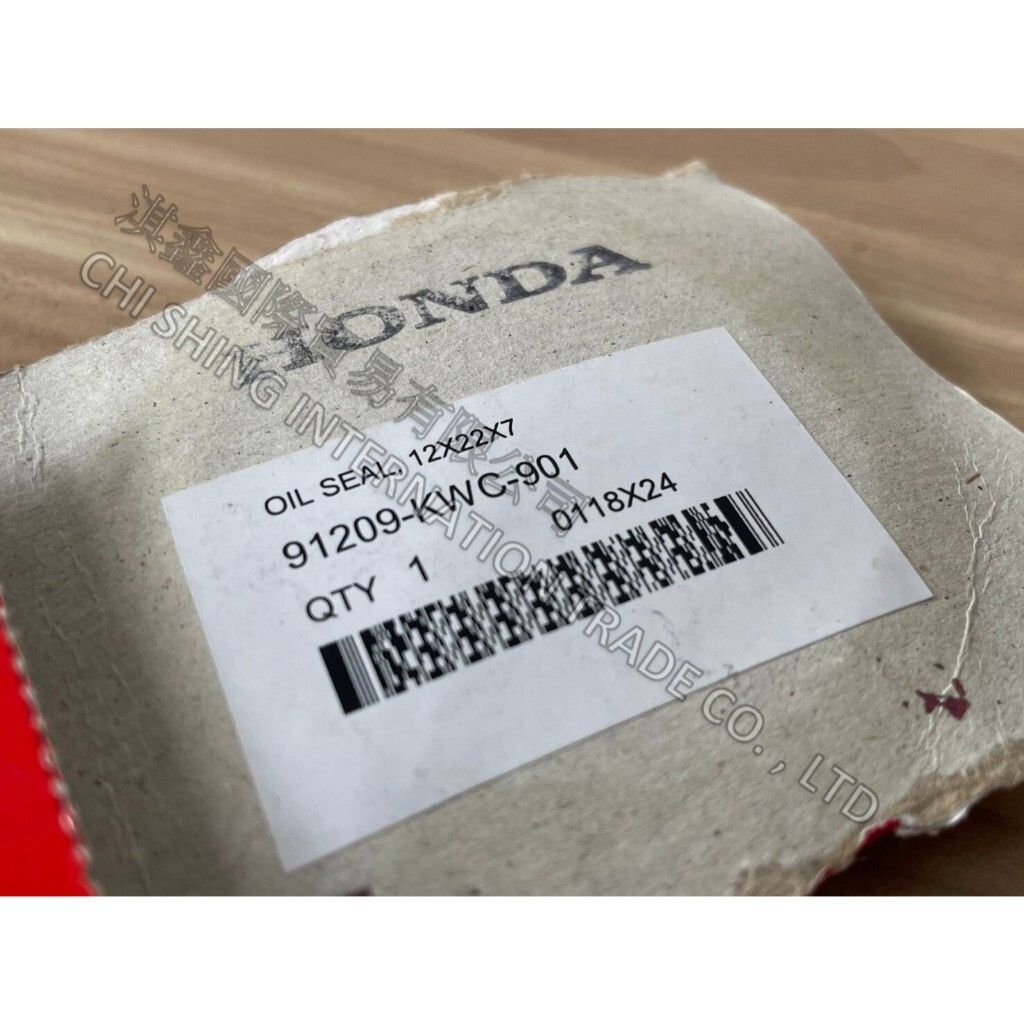 HONDA
OIL SEAL, 12X22X7
91209-KWC-901
QTY 1
0118X24
淇鑫國際貿易有限公司
CHI SHING INTERNATION TRADE CO. , LTD